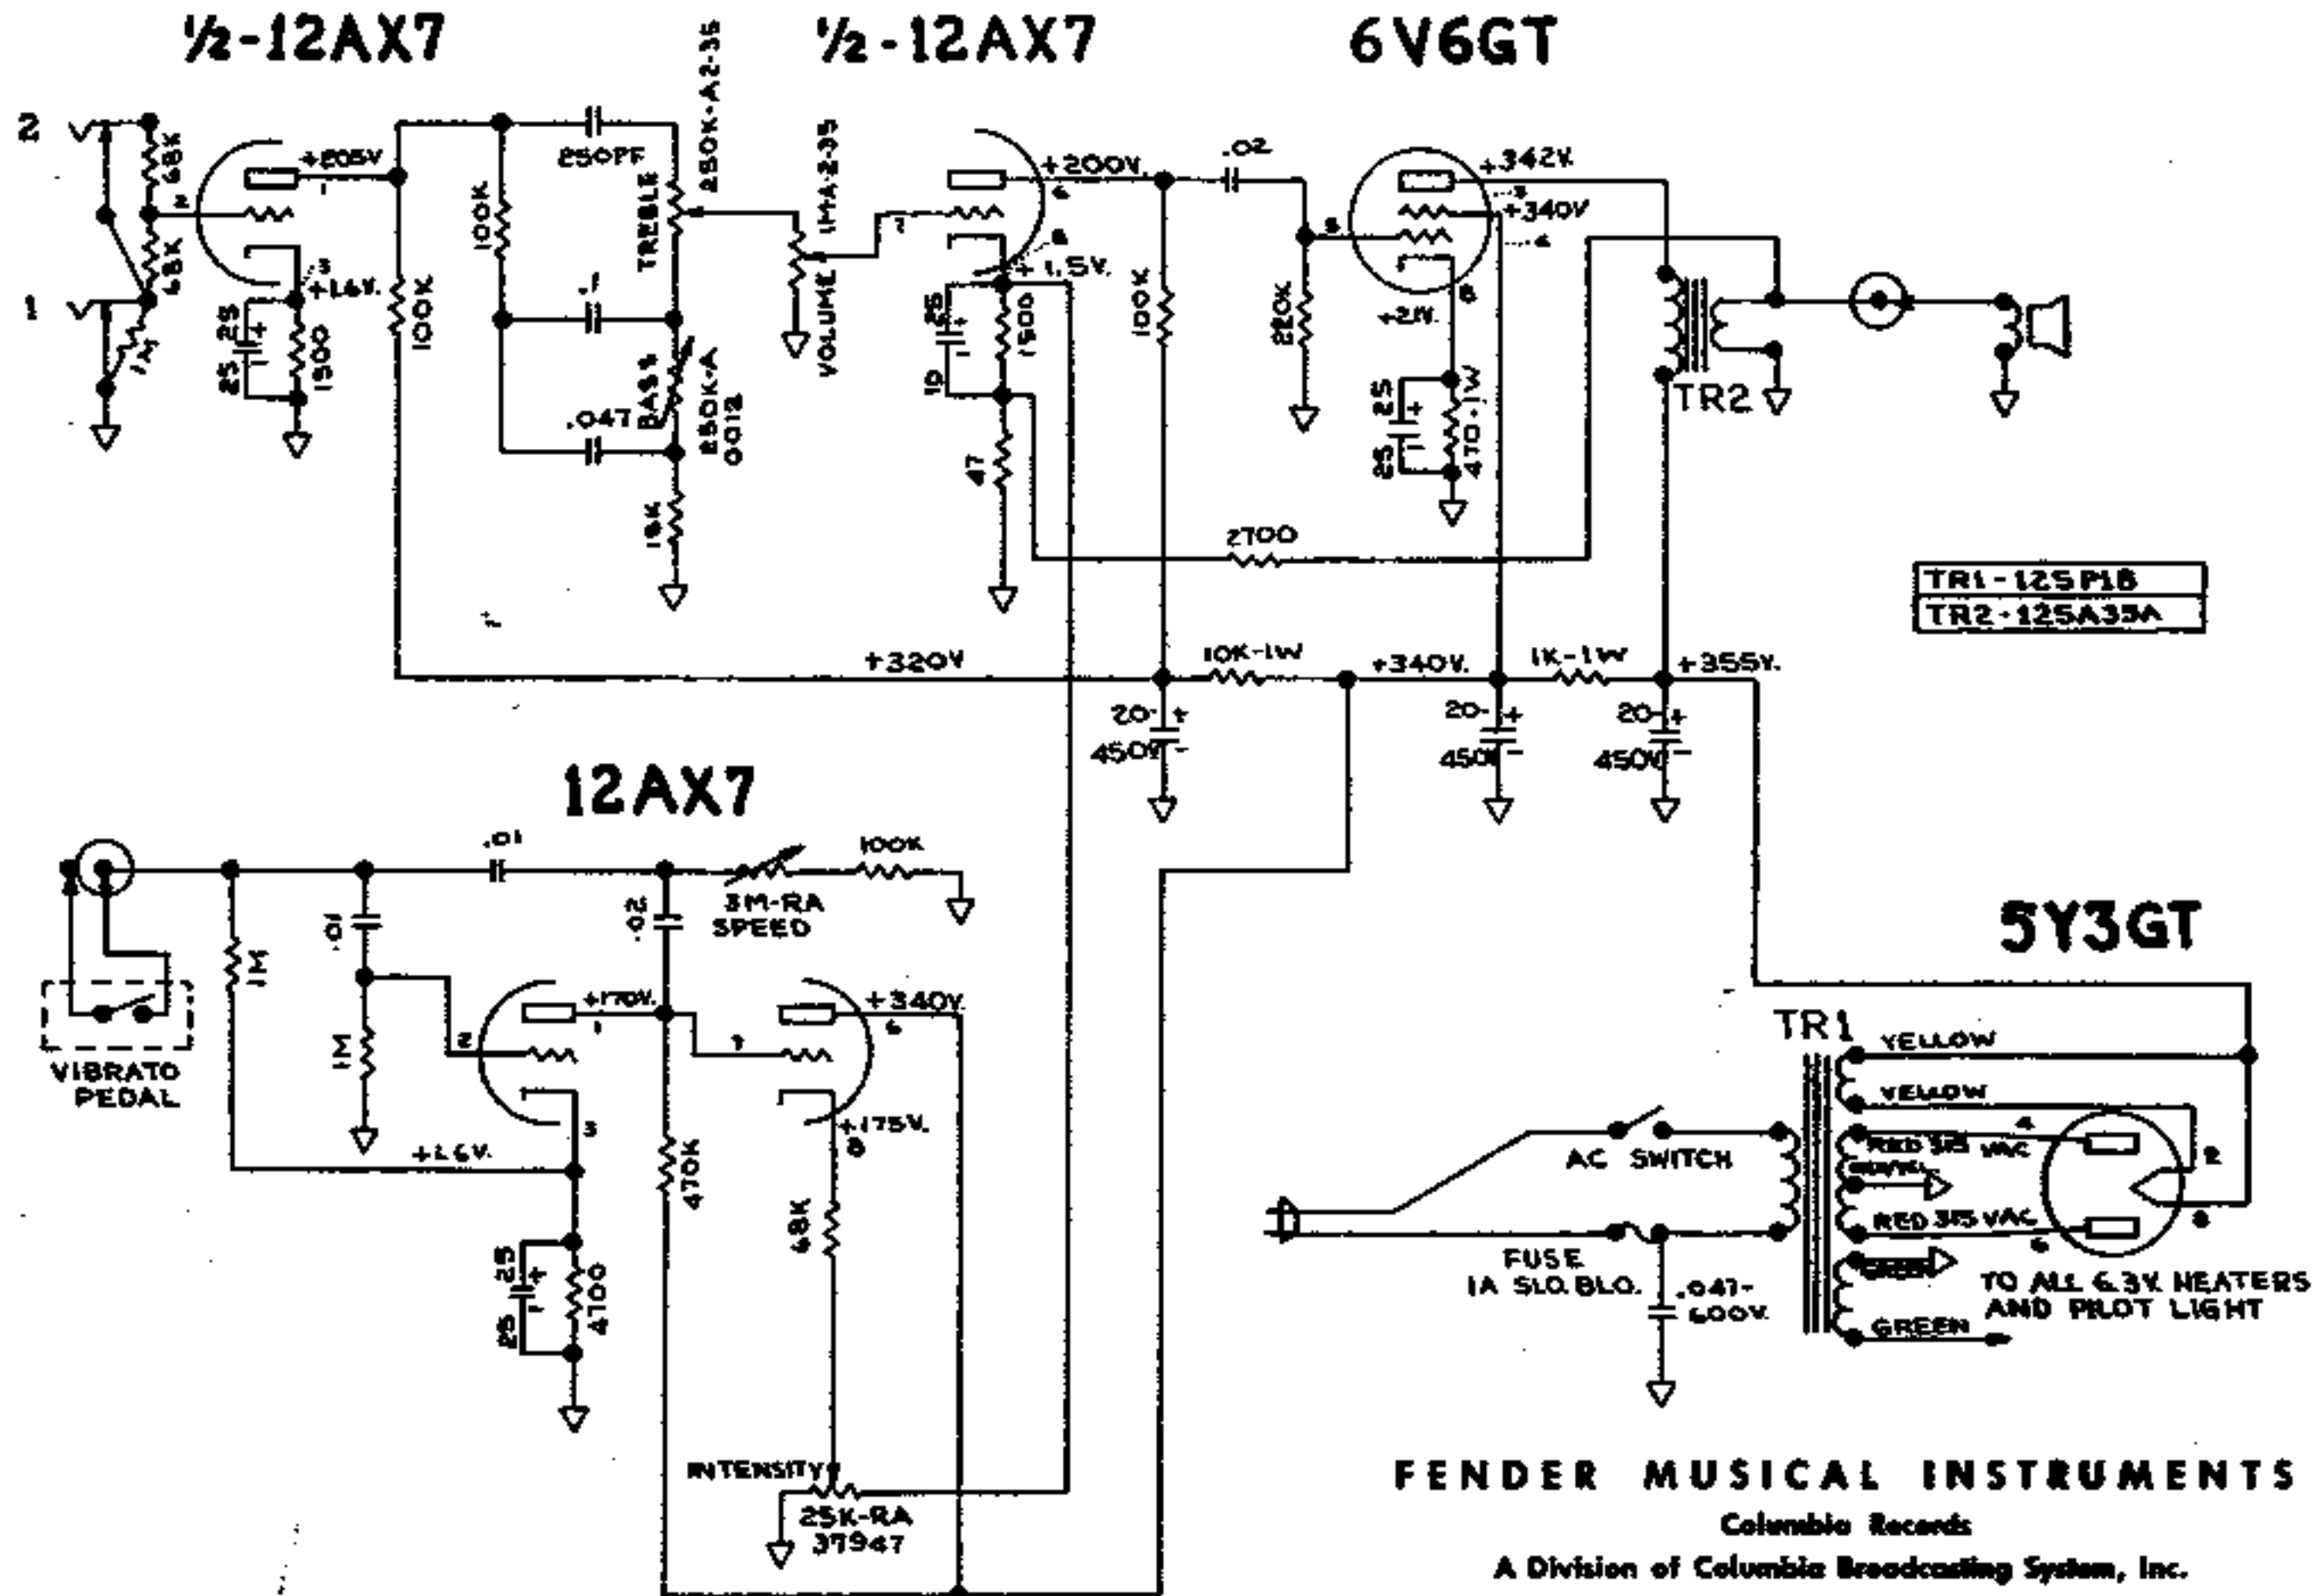 ½-12AX7
½-12AX7
6V6GT
2
68K
2
+205V
1
68K
1
3
+1.6V.
25 25
1500
100K
250PF
100K
TREBLE
250K-A2-35
.1
.047
BASS
250K-A
0012
VOLUME
1MA-2-35
7
+200V.
6
8
+1.5V.
25
1500
47
100K
.02
220K
5
+342V.
3
+340V
4
8
+21V.
25 25
470-1W
TR2
2700
TR1-125P1B
TR2-125A35A
+320V
10K-1W
+340V.
1K-1W
+355V.
20-
+
450V
-
20-
+
450V
-
20-
+
450V
-
12AX7
.01
100K
3M-RA
SPEED
.01
.02
1M
1M
VIBRATO
PEDAL
2
+170V.
1
7
+340V.
6
3
+1.6V.
+175V.
8
470K
68K
25 25
4700
INTENSITY
25K-RA
37947
5Y3GT
TR1
YELLOW
YELLOW
4
RED 315 VAC
2
RED 315 VAC
6
8
GREEN
GREEN
TO ALL 6.3V. HEATERS
AND PILOT LIGHT
AC SWITCH
FUSE
1A SLO. BLO.
.047-
600V.
FENDER MUSICAL INSTRUMENTS
Columbia Records
A Division of Columbia Broadcasting System, Inc.